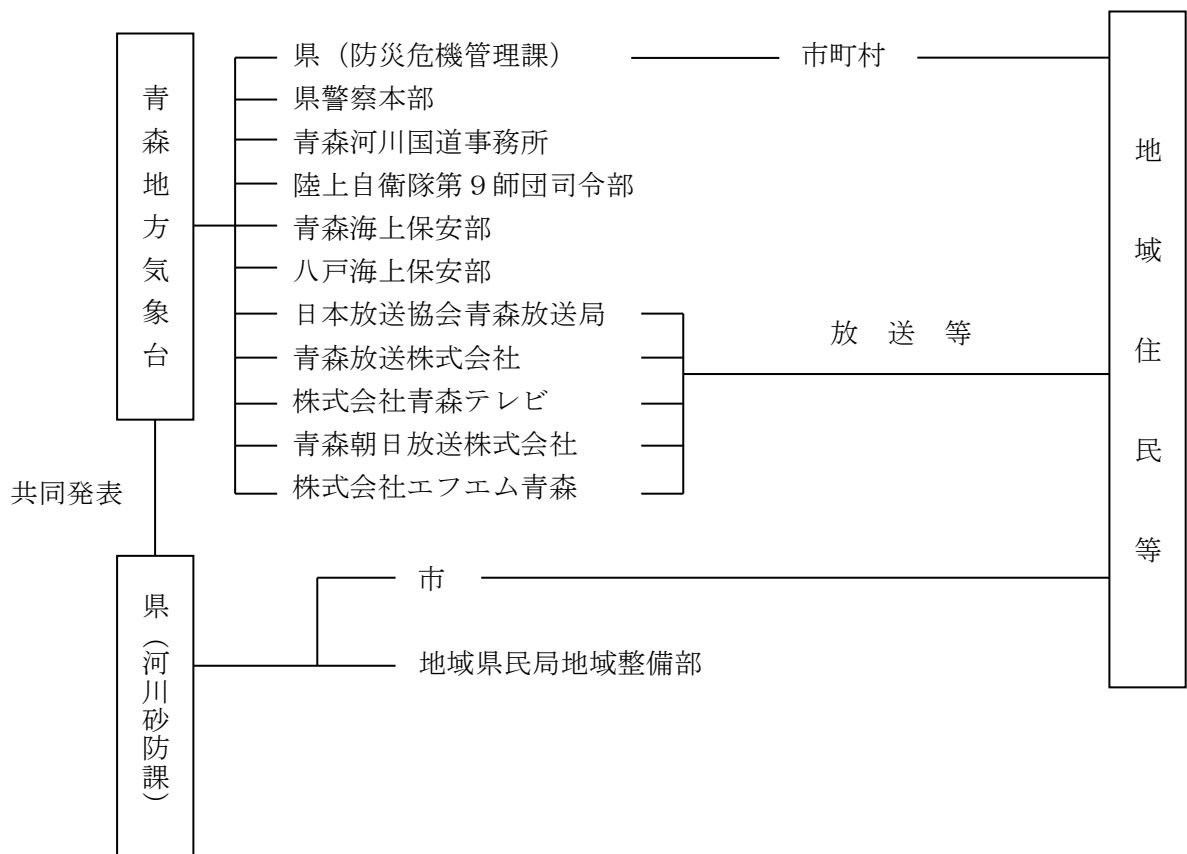 青森地方気象台
県（防災危機管理課）
市町村
県警察本部
青森河川国道事務所
陸上自衛隊第９師団司令部
青森海上保安部
八戸海上保安部
日本放送協会青森放送局
青森放送株式会社
株式会社青森テレビ
青森朝日放送株式会社
株式会社エフエム青森
放送等
地域住民等
共同発表
県（河川砂防課）
市
地域県民局地域整備部